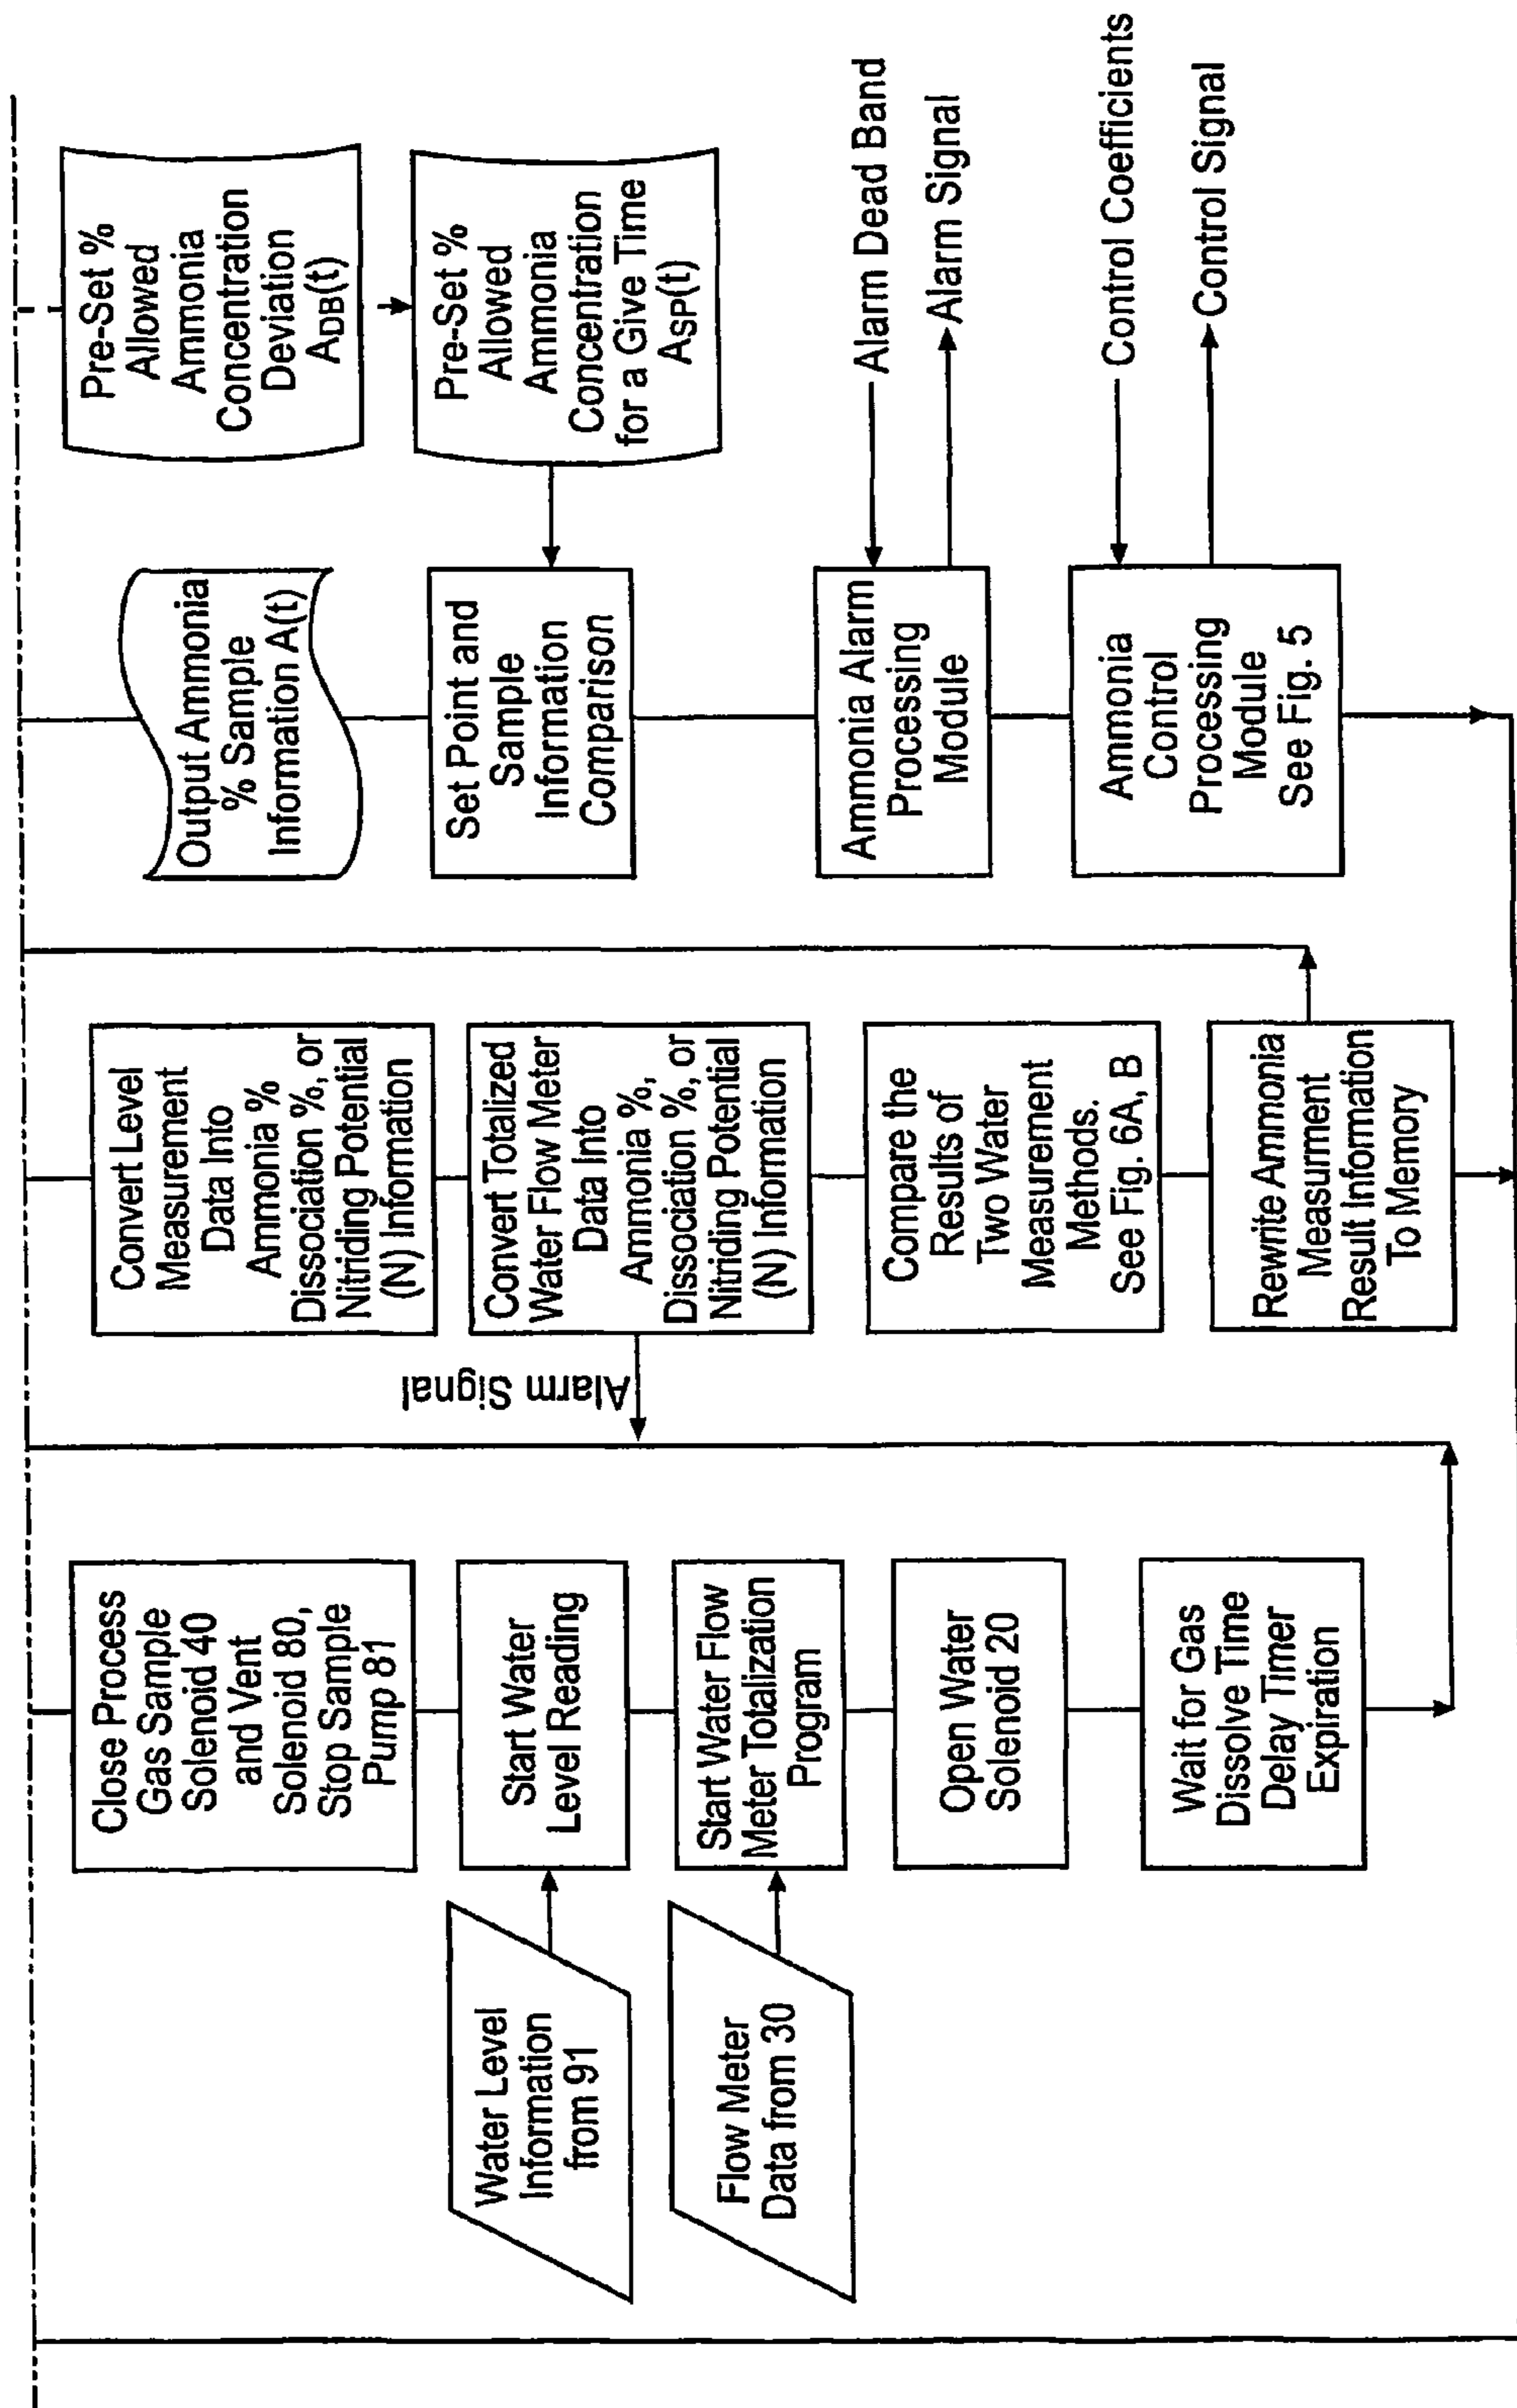 Close Process
Gas Sample
Solenoid 40
and Vent
Solenoid 80,
Stop Sample
Pump 81
Water Level
Information
from 91
Start Water
Level Reading
Flow Meter
Data from 30
Start Water Flow
Meter Totalization
Program
Open Water
Solenoid 20
Wait for Gas
Dissolve Time
Delay Timer
Expiration
Convert Level
Measurement
Data Into
Ammonia %
Dissociation %, or
Nitriding Potential
(N) Information
Convert Totalized
Water Flow Meter
Data Into
Ammonia %,
Dissociation %, or
Nitriding Potential
(N) Information
Alarm Signal
Compare the
Results of
Two Water
Measurement
Methods.
See Fig. 6A, B
Rewrite Ammonia
Measurment
Result Information
To Memory
Output Ammonia
% Sample
Information A(t)
Pre-Set %
Allowed
Ammonia
Concentration
Deviation
ADB(t)
Pre-Set %
Allowed
Ammonia
Concentration
for a Give Time
ASP(t)
Set Point and
Sample
Information
Comparison
Ammonia Alarm
Processing
Module
Alarm Dead Band
Alarm Signal
Ammonia
Control
Processing
Module
See Fig. 5
Control Coefficients
Control Signal